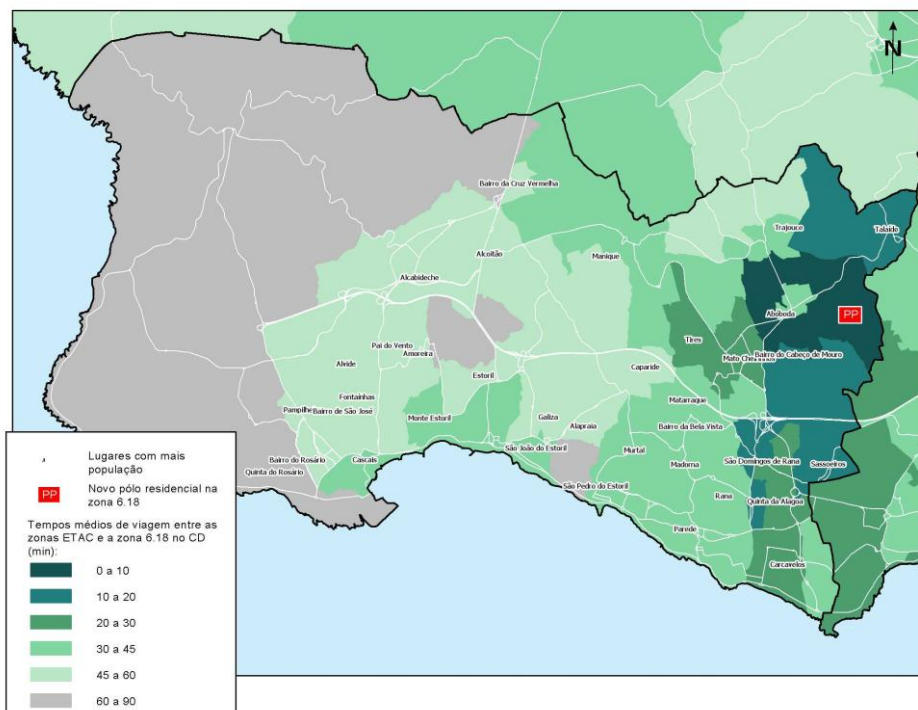 N
Bairro da Cruz Vermelha
Trajouce
Talaíde
Alcoitão
Manique
Alcabideche
Abóboda
PP
Pai do Vento
Amoreira
Tires
Mato Che
Bairro do Cabeço de Mouro
Alvide
Estoril
Caparide
Fontaínhas
Matarraque
Pampilhe
Bairro de São José
Monte Estoril
Galiza
Alapraia
Bairro da Bela Vista
São João do Estoril
Murtal
Bairro do Rosário
Cascais
Madorna
São Domingos de Rana
Sassoeiros
Quinta do Rosário
São Pedro do Estoril
Rana
Quinta da Alagoa
Parede
Carcavelos
Lugares com mais
população
PP
Novo pólo residencial na
zona 6.18
Tempos médios de viagem entre as
zonas ETAC e a zona 6.18 no CD
(min):
0 a 10
10 a 20
20 a 30
30 a 45
45 a 60
60 a 90